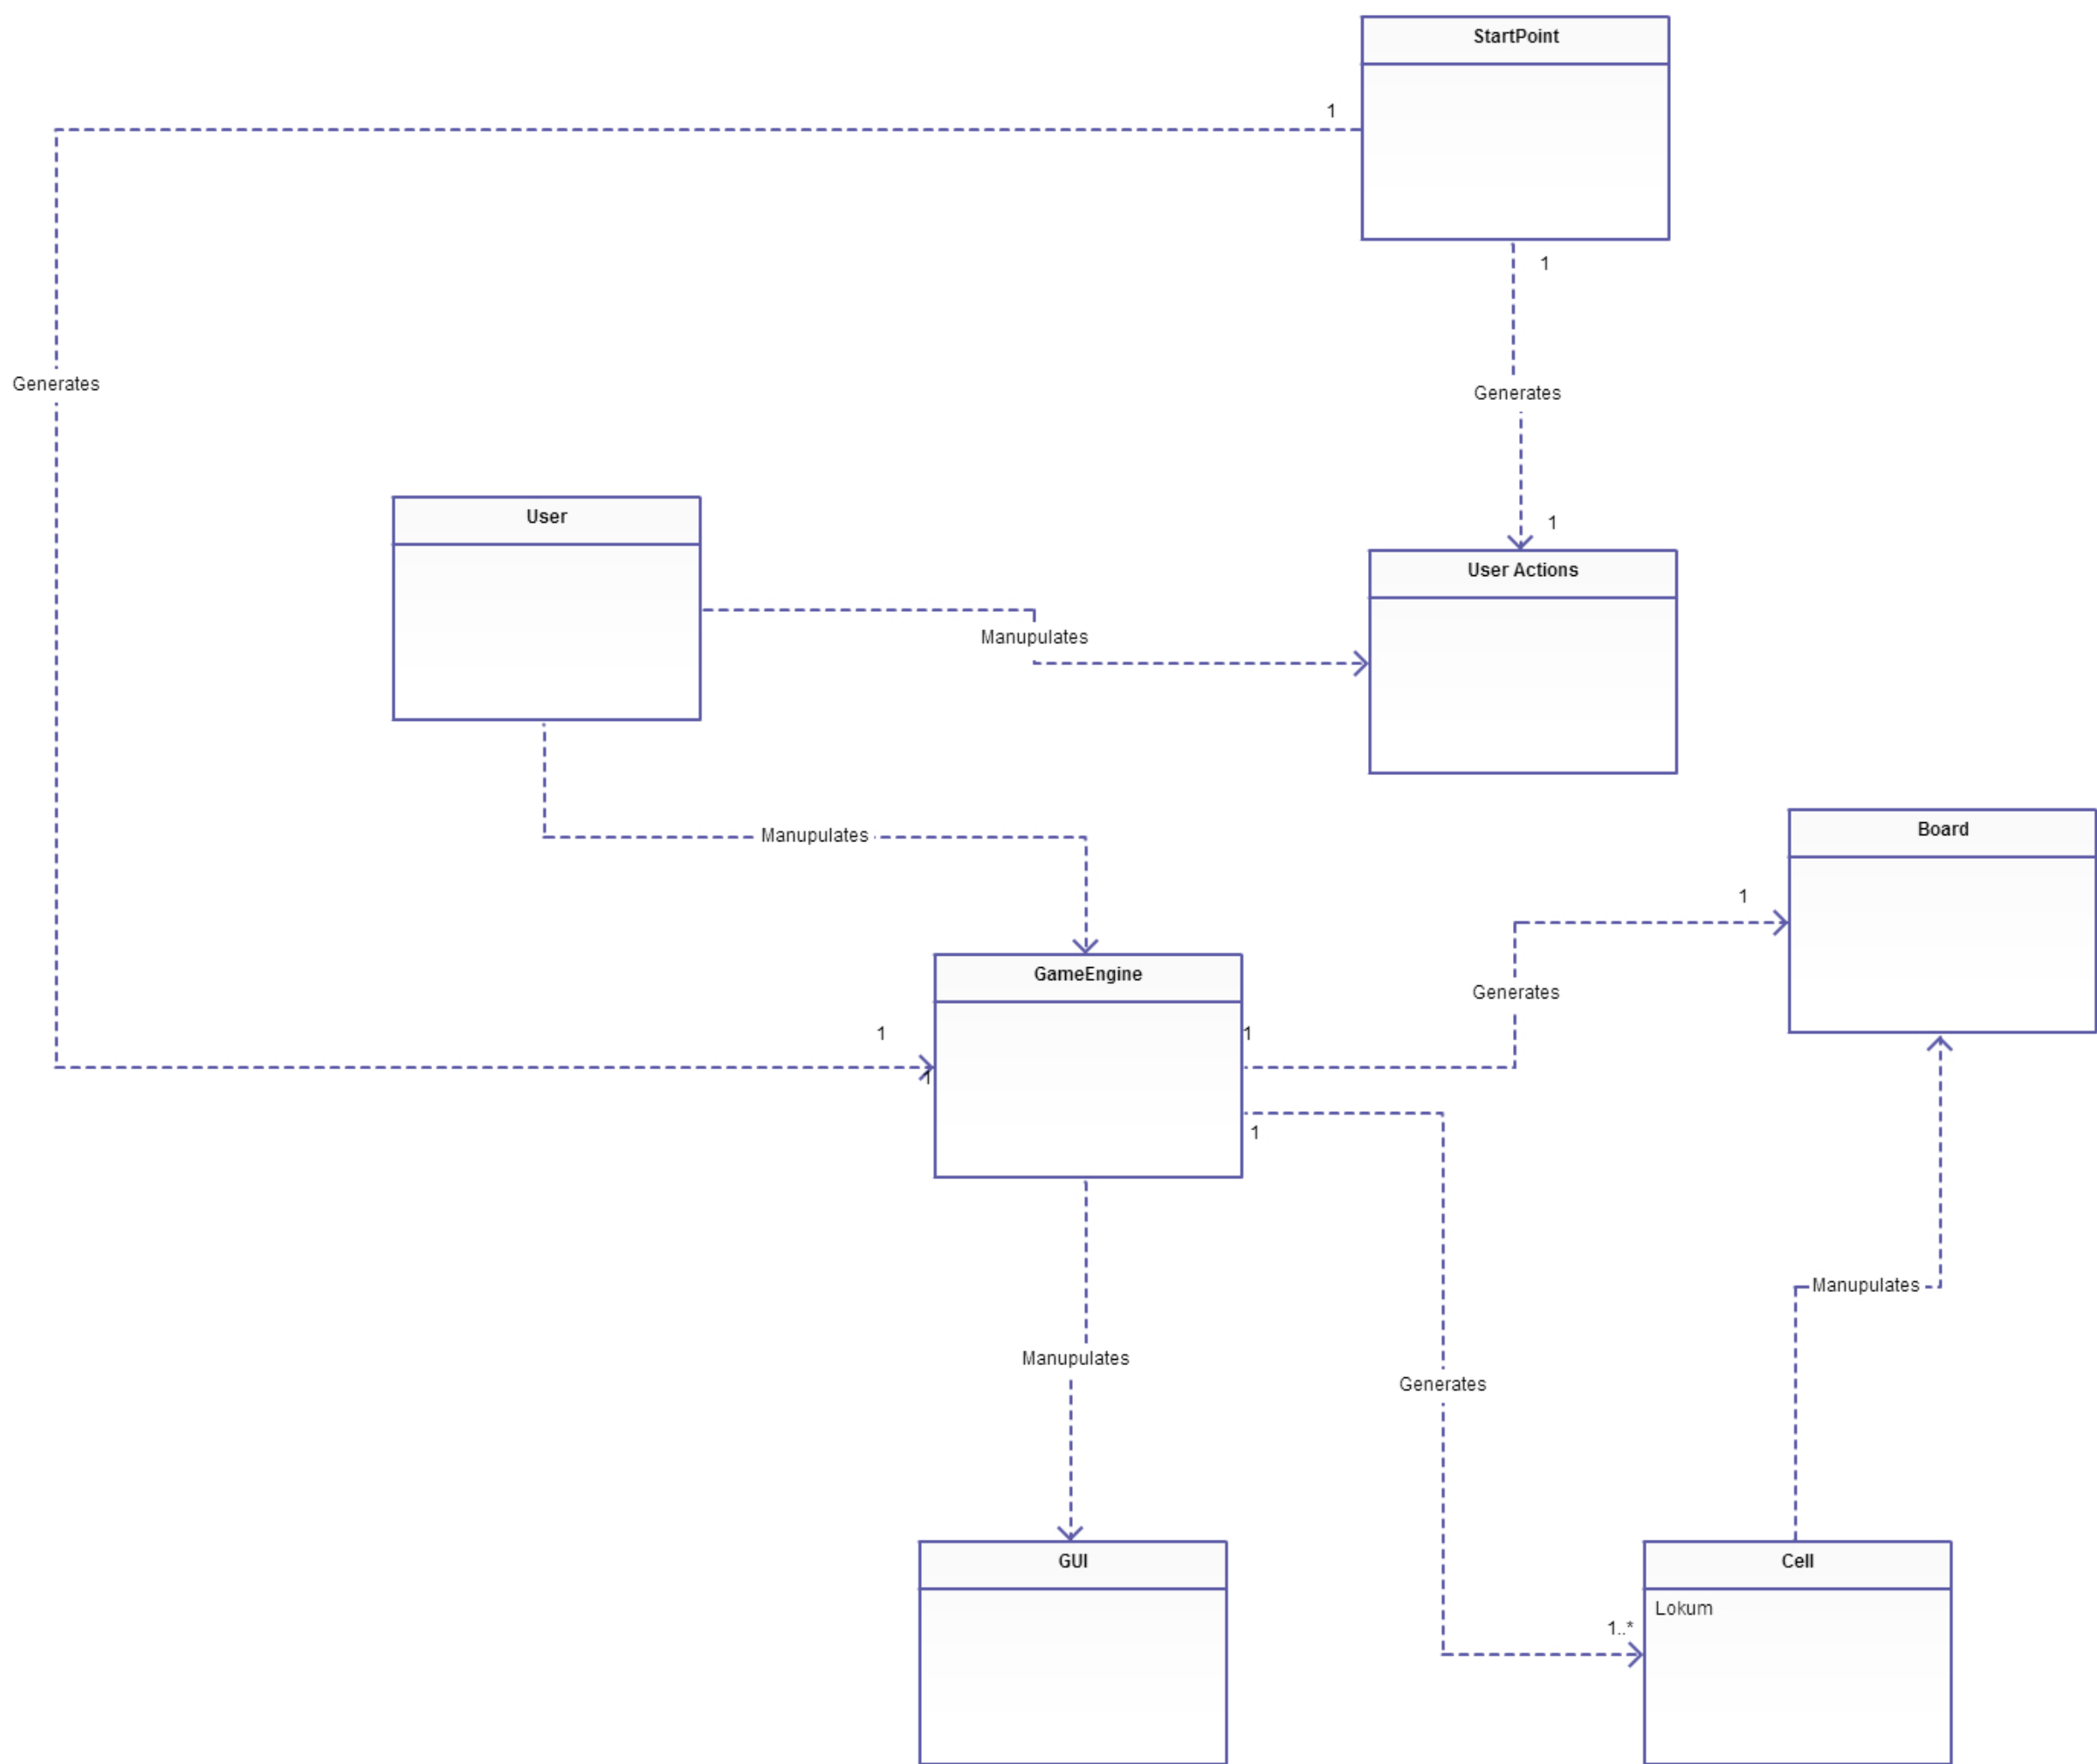 StartPoint
1
1
Generates
Generates
User
1
User Actions
Manupulates
Board
Manupulates
1
GameEngine
Generates
1
1
1
1
Manupulates
Generates
Manupulates
GUI
Cell
Lokum
1..*